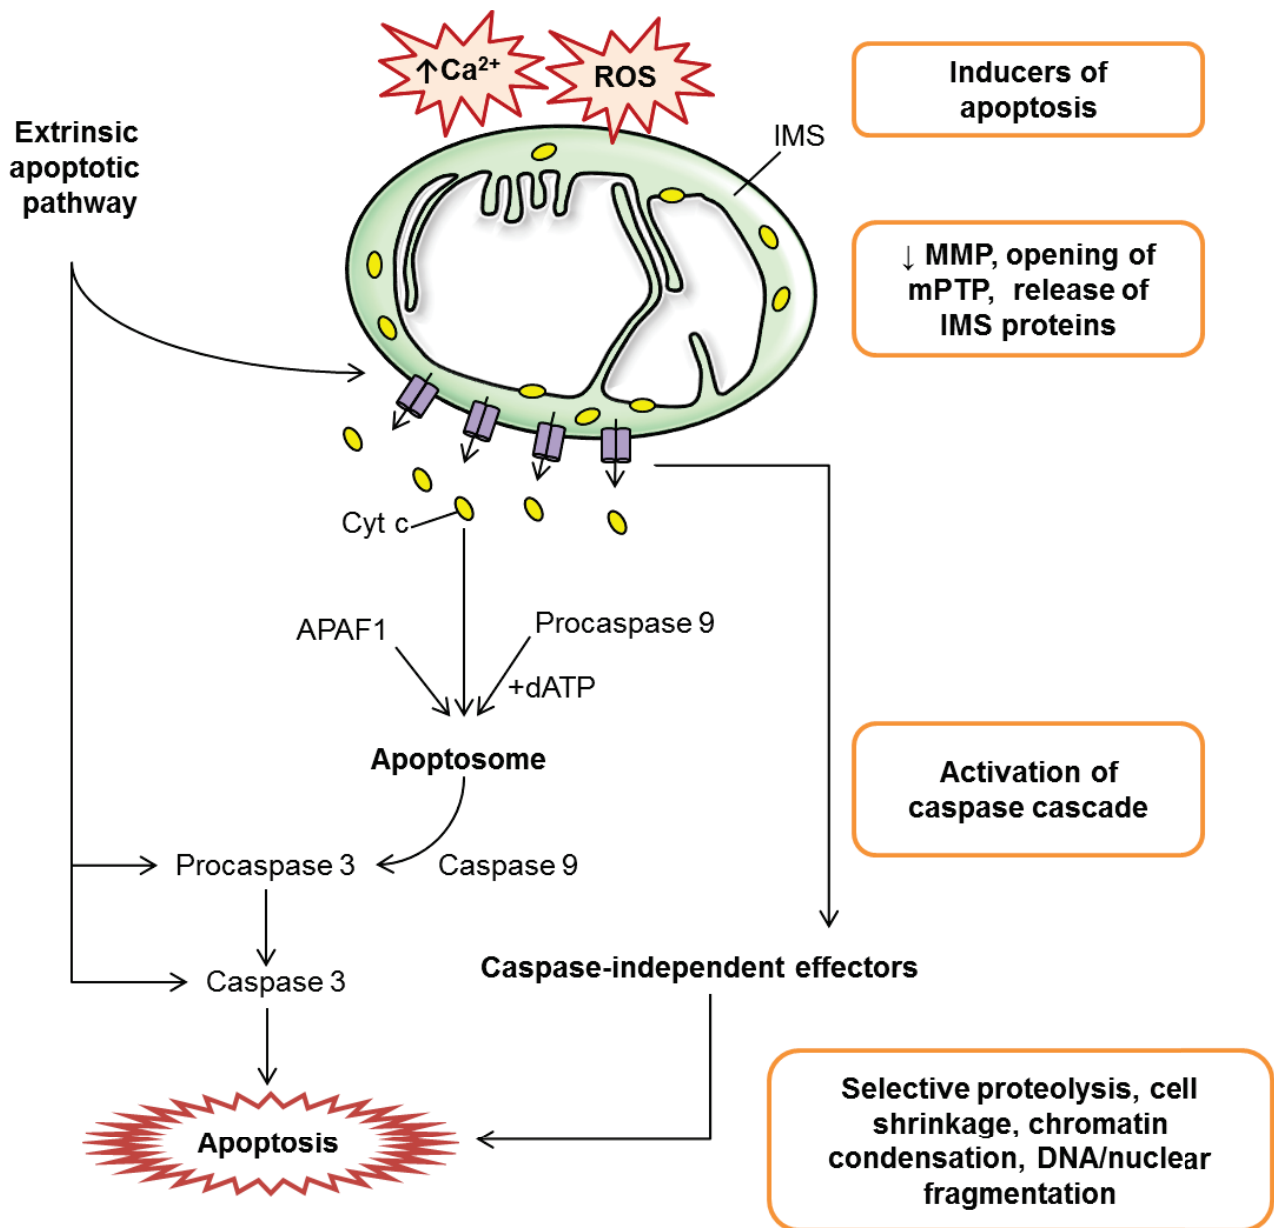 ↑Ca²⁺
ROS
Inducers of
apoptosis
Extrinsic
apoptotic
pathway
IMS
↓ MMP, opening of
mPTP, release of
IMS proteins
Cyt c
APAF1
Procaspase 9
+dATP
Apoptosome
Activation of
caspase cascade
Procaspase 3
Caspase 9
Caspase-independent effectors
Caspase 3
Apoptosis
Selective proteolysis, cell
shrinkage, chromatin
condensation, DNA/nuclear
fragmentation